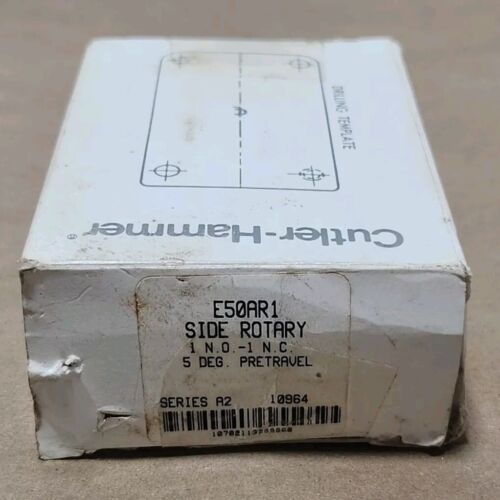 DRILLING TEMPLATE
Cutler-Hammer®
E50AR1
SIDE ROTARY
1 N.O.-1 N.C.
5 DEG. PRETRAVEL
SERIES A2 10964